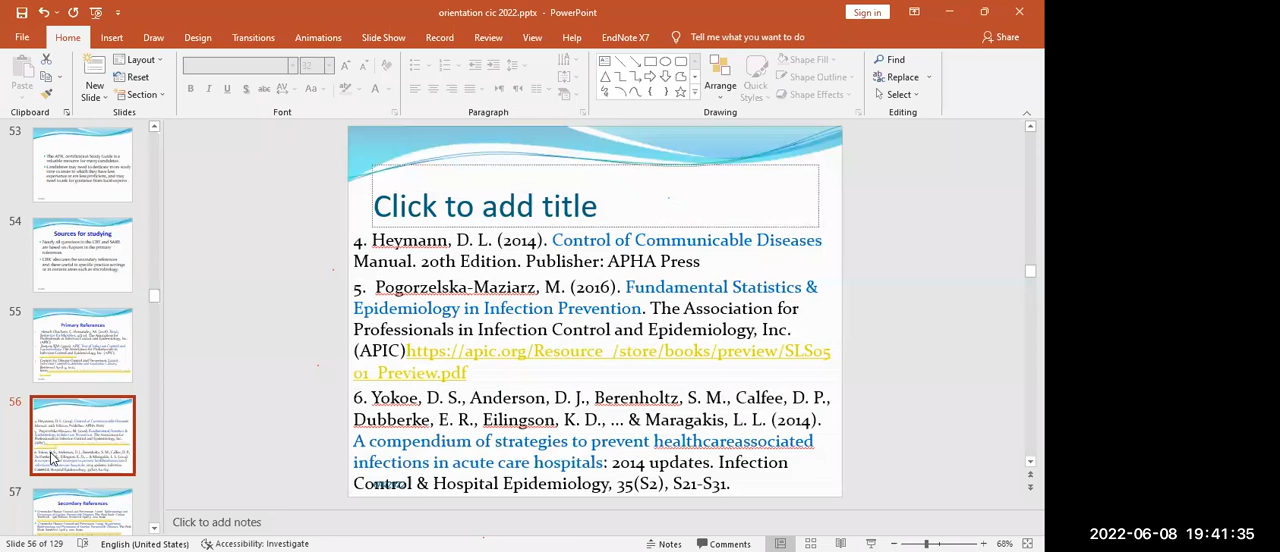 orientation cic 2022.pptx - PowerPoint
Sign in
File Home Insert Draw Design Transitions Animations Slide Show Record Review View Help EndNote X7 Tell me what you want to do Share
Paste
New Slide
Layout
Reset
Section
32
Arrange
Quick Styles
Shape Fill
Shape Outline
Shape Effects
Find
Replace
Select
Clipboard Slides Font Paragraph Drawing Editing
53
54
Sources for studying
55
Primary References
56
57
Secondary References
Click to add title
4. Heymann, D. L. (2014). Control of Communicable Diseases
Manual. 20th Edition. Publisher: APHA Press
5. Pogorzelska-Maziarz, M. (2016). Fundamental Statistics &
Epidemiology in Infection Prevention. The Association for
Professionals in Infection Control and Epidemiology, Inc.
(APIC)https://apic.org/Resource_/store/books/preview/SLS05
01_Preview.pdf
6. Yokoe, D. S., Anderson, D. J., Berenholtz, S. M., Calfee, D. P.,
Dubberke, E. R., Ellingson, K. D., ... & Maragakis, L. L. (2014).
A compendium of strategies to prevent healthcareassociated
infections in acute care hospitals: 2014 updates. Infection
Control & Hospital Epidemiology, 35(S2), S21-S31.
Click to add notes
Slide 56 of 129 English (United States) Accessibility: Investigate Notes Comments 68%
2022-06-08 19:41:35